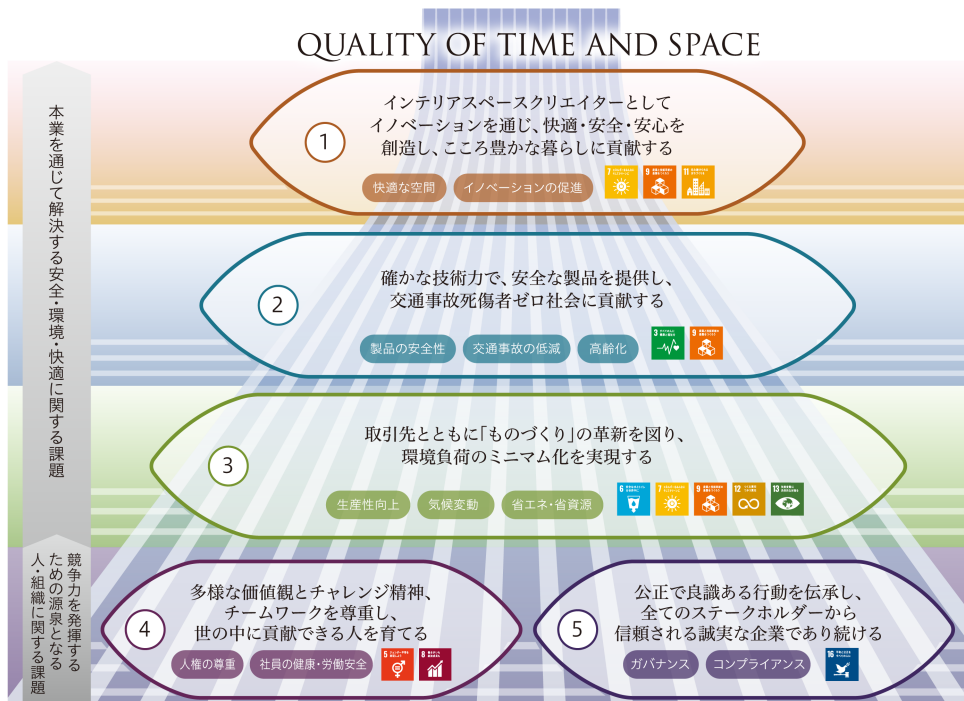 QUALITY OF TIME AND SPACE
本業を通じて解決する安全・環境・快適に関する課題
1
インテリアスペースクリエイターとして
イノベーションを通じ、快適・安全・安心を
創造し、こころ豊かな暮らしに貢献する
快適な空間
イノベーションの促進
7
9
11
2
確かな技術力で、安全な製品を提供し、
交通事故死傷者ゼロ社会に貢献する
製品の安全性
交通事故の低減
高齢化
3
9
3
取引先とともに「ものづくり」の革新を図り、
環境負荷のミニマム化を実現する
生産性向上
気候変動
省エネ・省資源
6
7
9
12
13
競争力を発揮する
ための源泉となる
人・組織に関する課題
4
多様な価値観とチャレンジ精神、
チームワークを尊重し、
世の中に貢献できる人を育てる
人権の尊重
社員の健康・労働安全
5
8
5
公正で良識ある行動を伝承し、
全てのステークホルダーから
信頼される誠実な企業であり続ける
ガバナンス
コンプライアンス
16